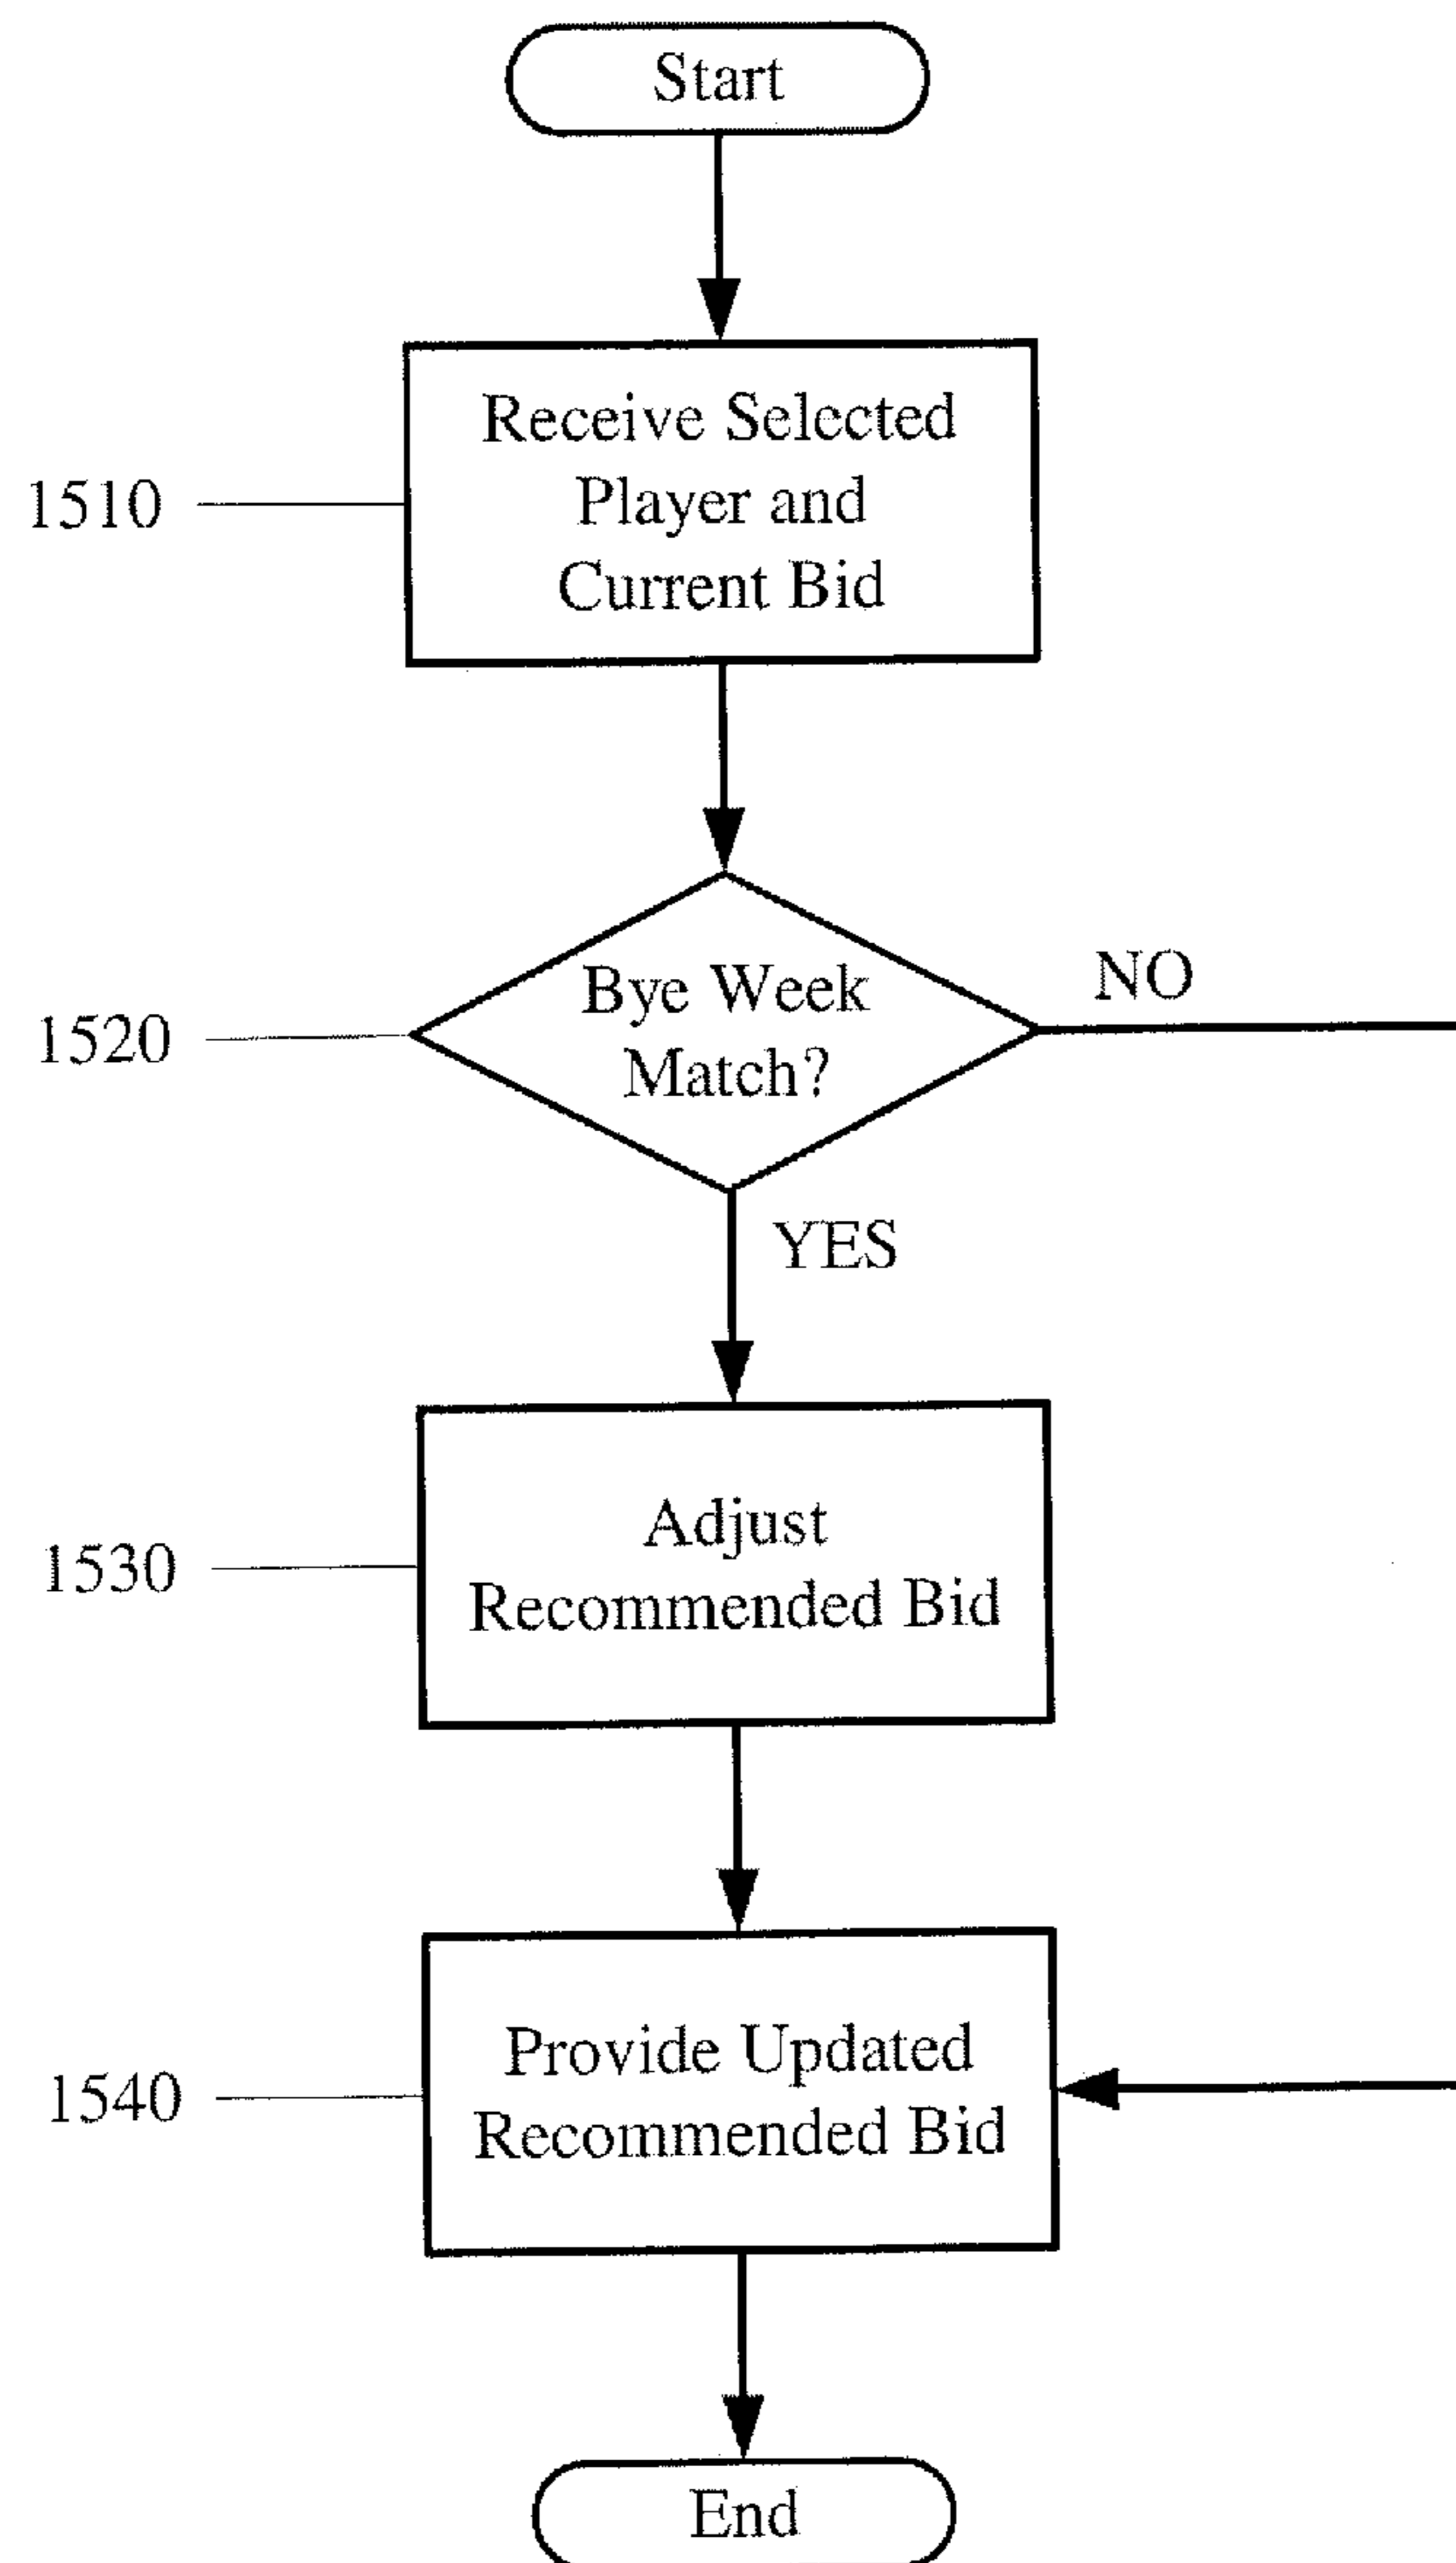 Start
Receive Selected
Player and
Current Bid
1510
Bye Week
Match?
NO
1520
YES
Adjust
Recommended Bid
1530
Provide Updated
Recommended Bid
1540
End